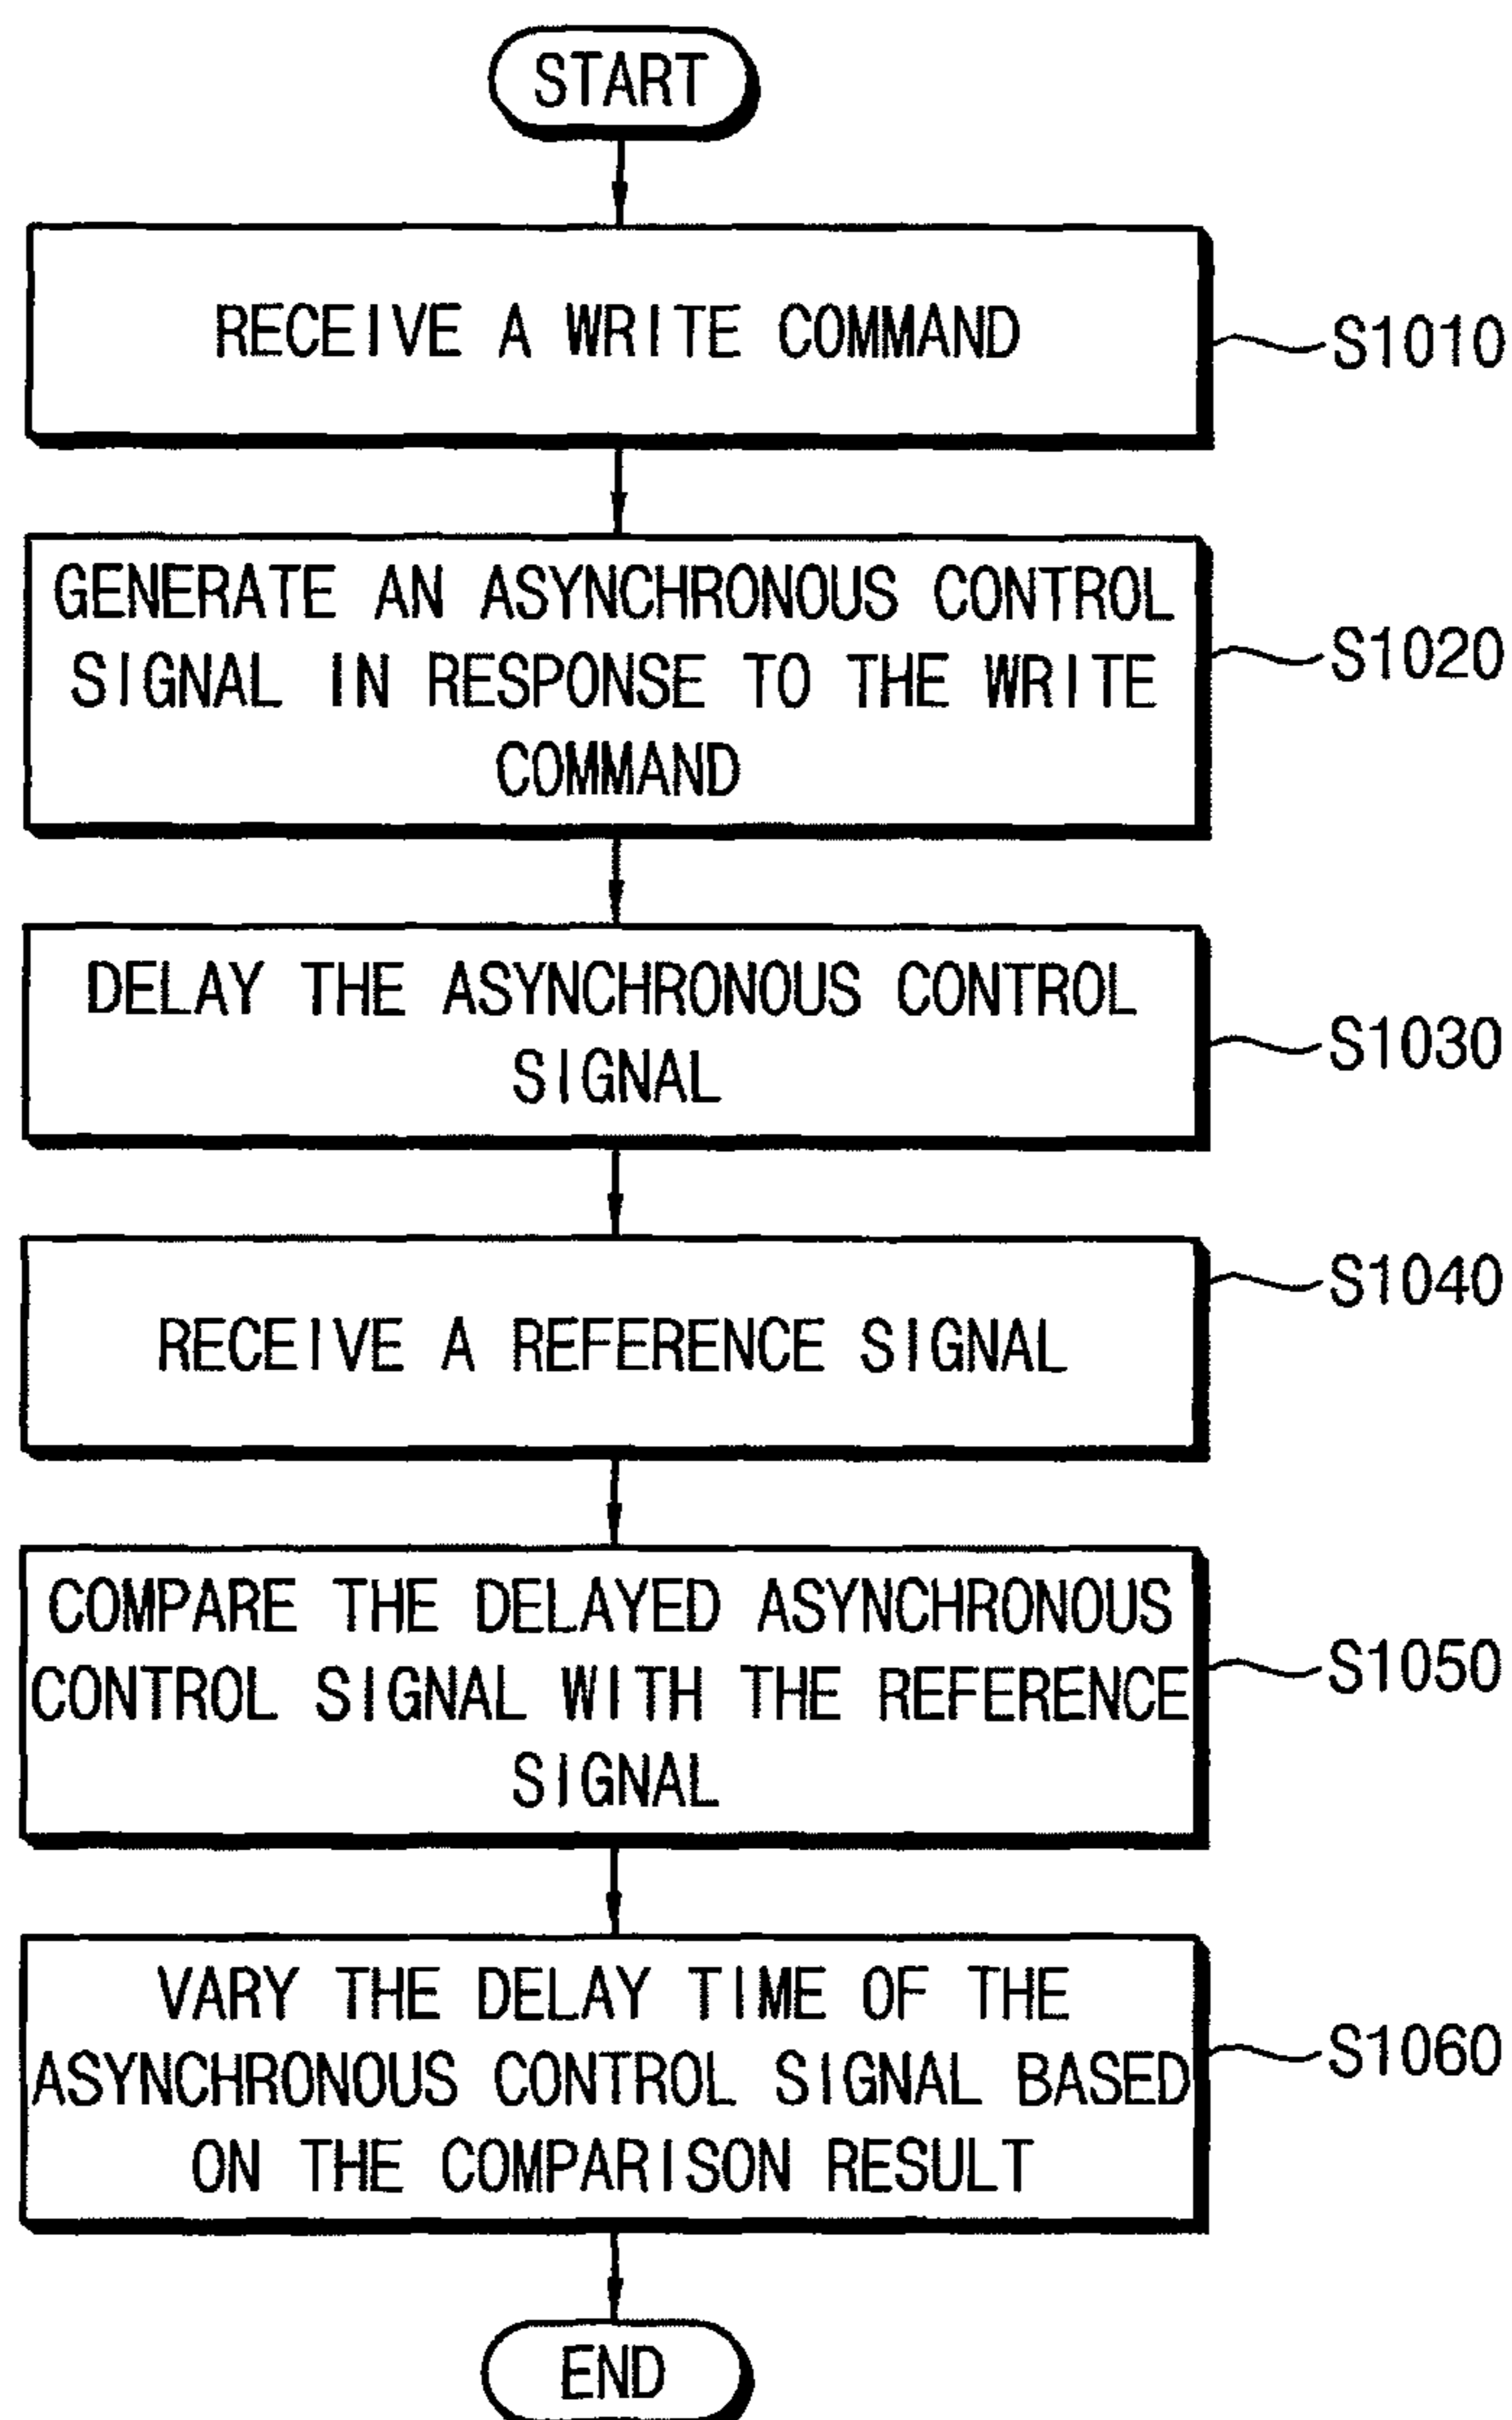 START
RECEIVE A WRITE COMMAND
S1010
GENERATE AN ASYNCHRONOUS CONTROL
SIGNAL IN RESPONSE TO THE WRITE
COMMAND
S1020
DELAY THE ASYNCHRONOUS CONTROL
SIGNAL
S1030
RECEIVE A REFERENCE SIGNAL
S1040
COMPARE THE DELAYED ASYNCHRONOUS
CONTROL SIGNAL WITH THE REFERENCE
SIGNAL
S1050
VARY THE DELAY TIME OF THE
ASYNCHRONOUS CONTROL SIGNAL BASED
ON THE COMPARISON RESULT
S1060
END